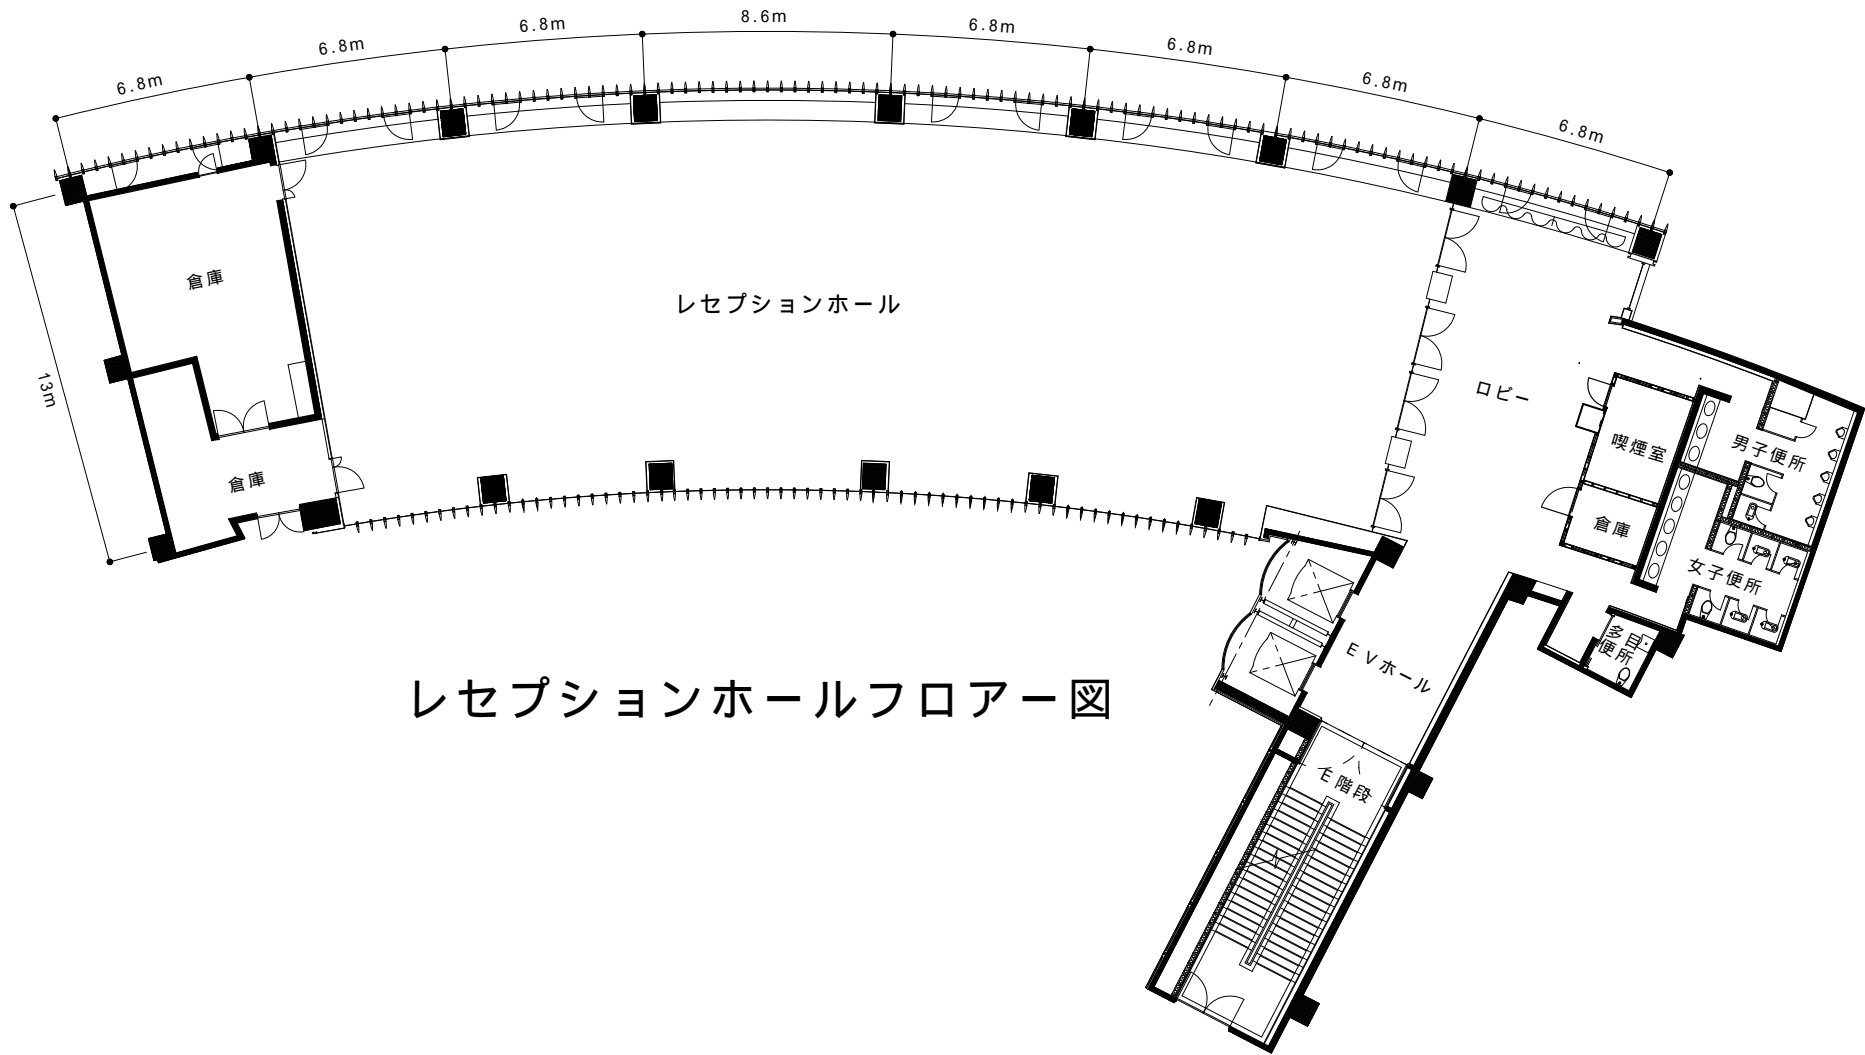 6.8m
6.8m
6.8m
8.6m
6.8m
6.8m
6.8m
6.8m
13m
倉庫
レセプションホール
ロビー
喫煙室
男子便所
倉庫
倉庫
女子便所
多目
便所
EVホール
E階段
レセプションホールフロアー図